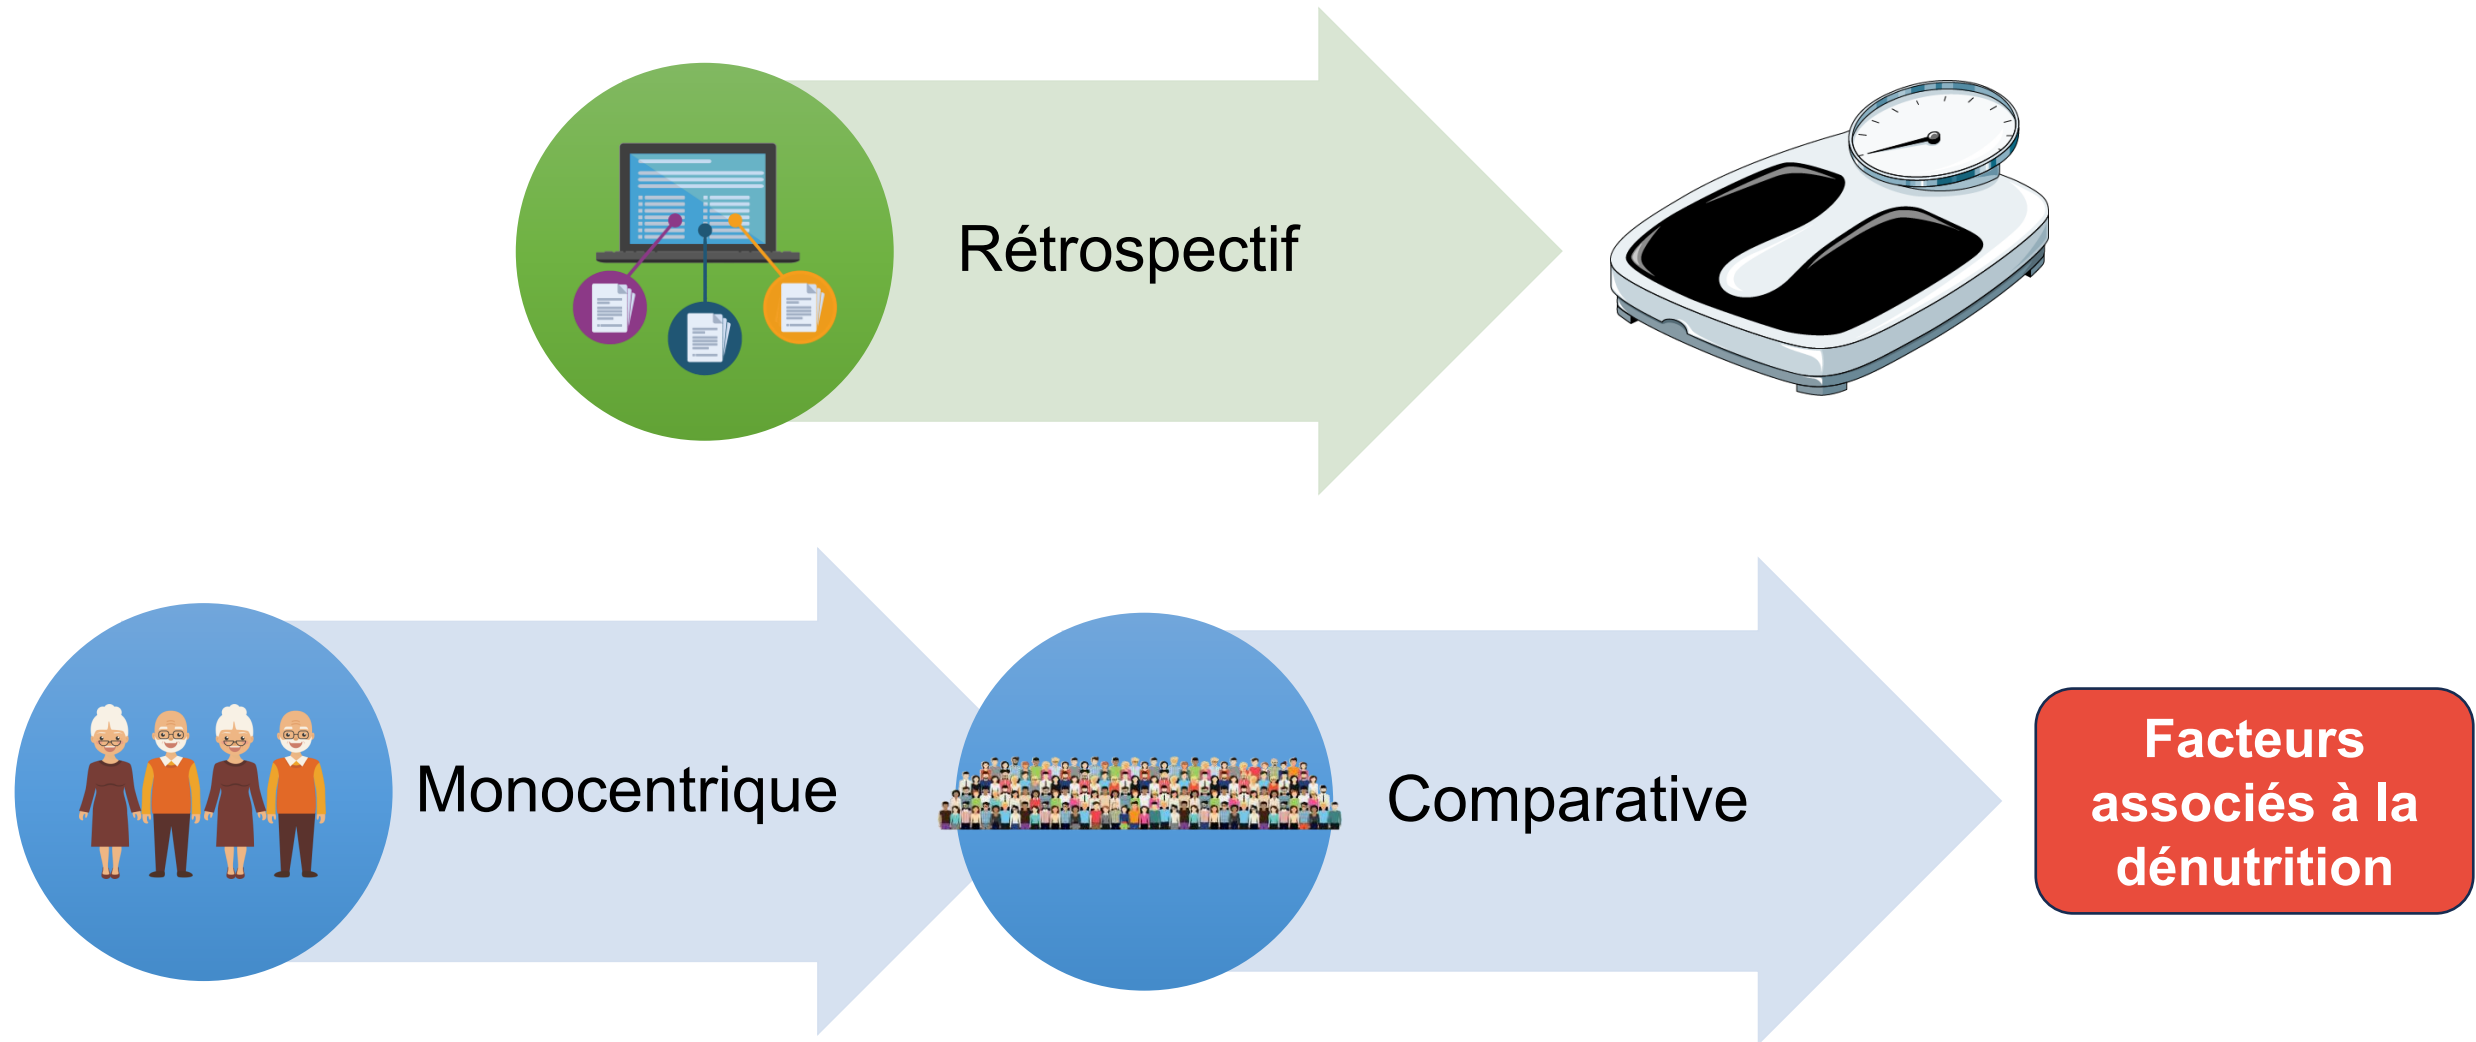 Rétrospectif
Monocentrique
Comparative
Facteurs
associés à la
dénutrition